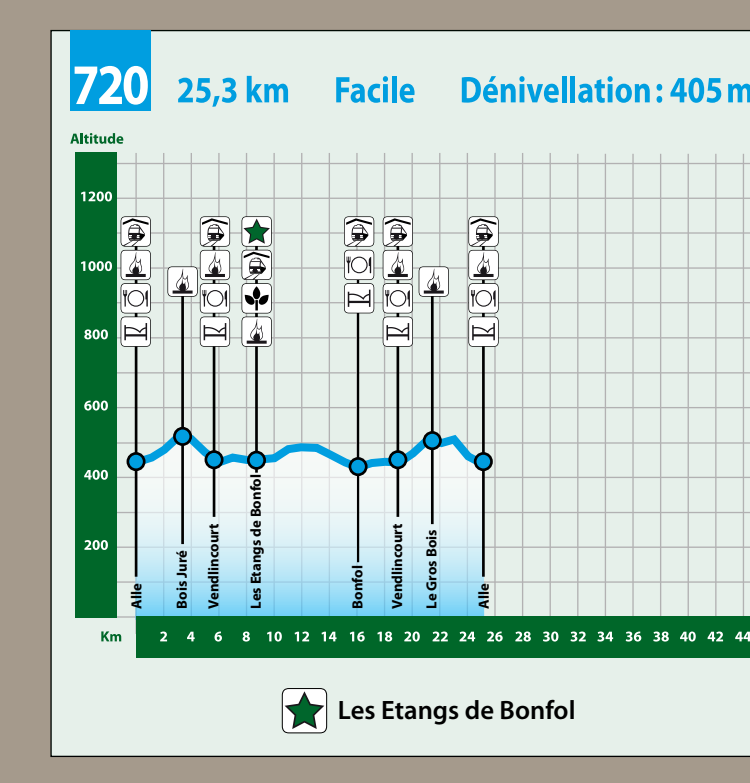 720 25,3 km Facile Dénivellation : 405 m
Altitude
1200
1000
800
600
400
200
Alle
Bois Juré
Vendlincourt
Les Etangs de Bonfol
Bonfol
Vendlincourt
Le Gros Bois
Alle
Km 2 4 6 8 10 12 14 16 18 20 22 24 26 28 30 32 34 36 38 40 42 44
Les Etangs de Bonfol